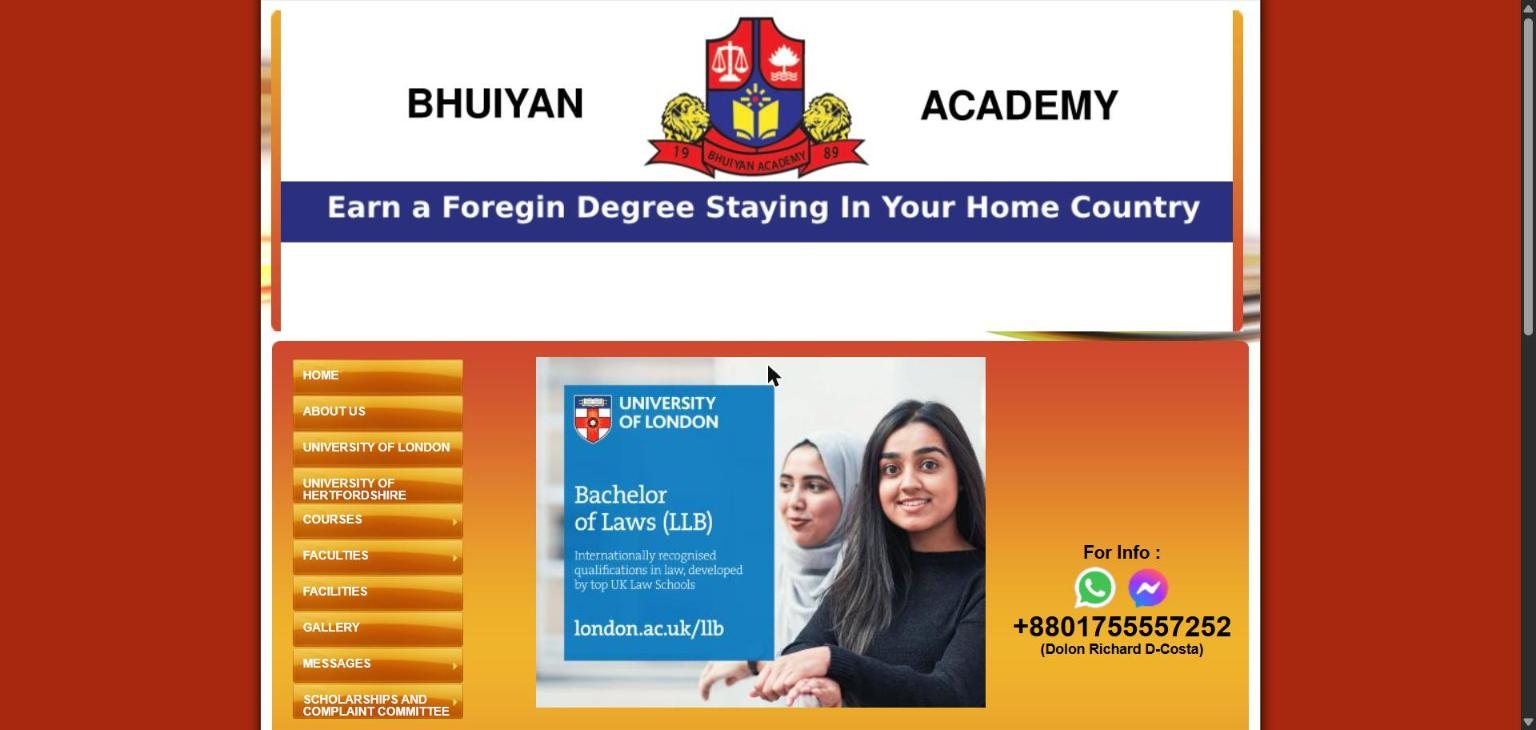 BHUIYAN
ACADEMY
19 BHUIYAN ACADEMY 89
Earn a Foregin Degree Staying In Your Home Country
HOME
ABOUT US
UNIVERSITY OF LONDON
UNIVERSITY OF
HERTFORDSHIRE
COURSES
FACULTIES
FACILITIES
GALLERY
MESSAGES
SCHOLARSHIPS AND
COMPLAINT COMMITTEE
UNIVERSITY
OF LONDON
Bachelor
of Laws (LLB)
Internationally recognised
qualifications in law, developed
by top UK Law Schools
london.ac.uk/llb
For Info :
+8801755557252
(Dolon Richard D-Costa)